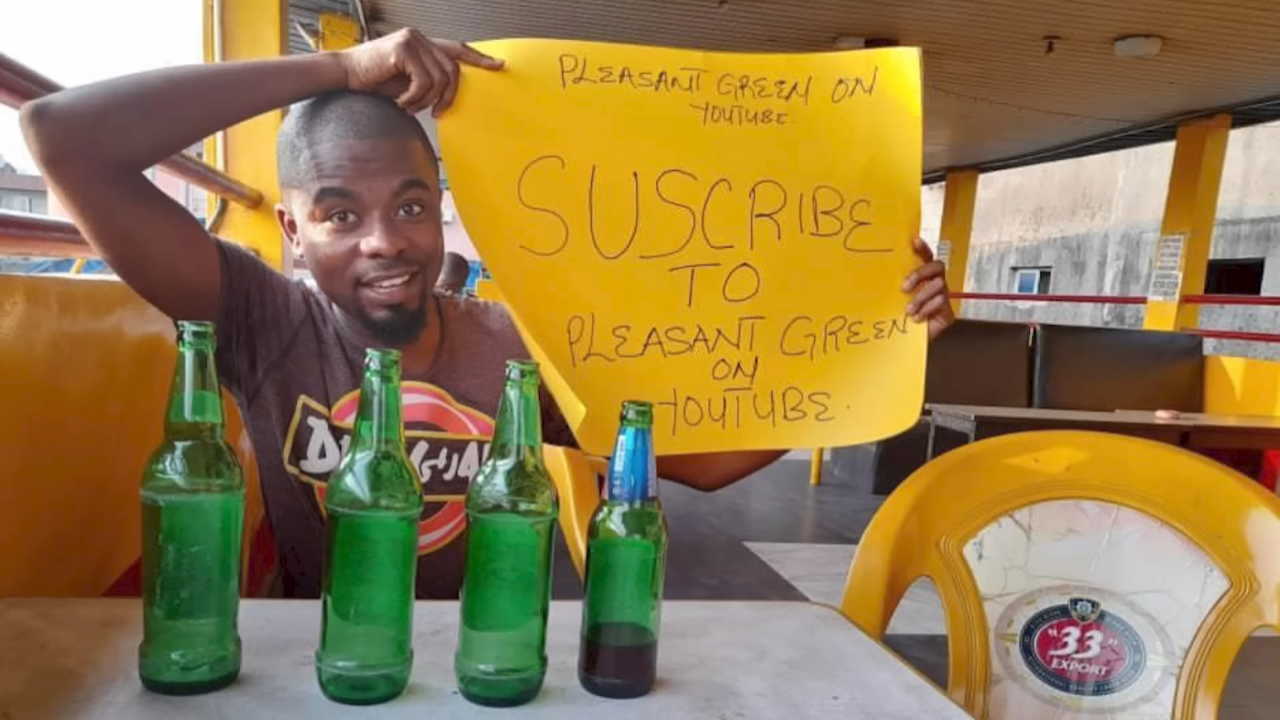 PLEASANT GREEN ON
YOUTUBE.
SUSCRIBE
TO
PLEASANT GREEN
ON
YOUTUBE.
"33"
EXPORT